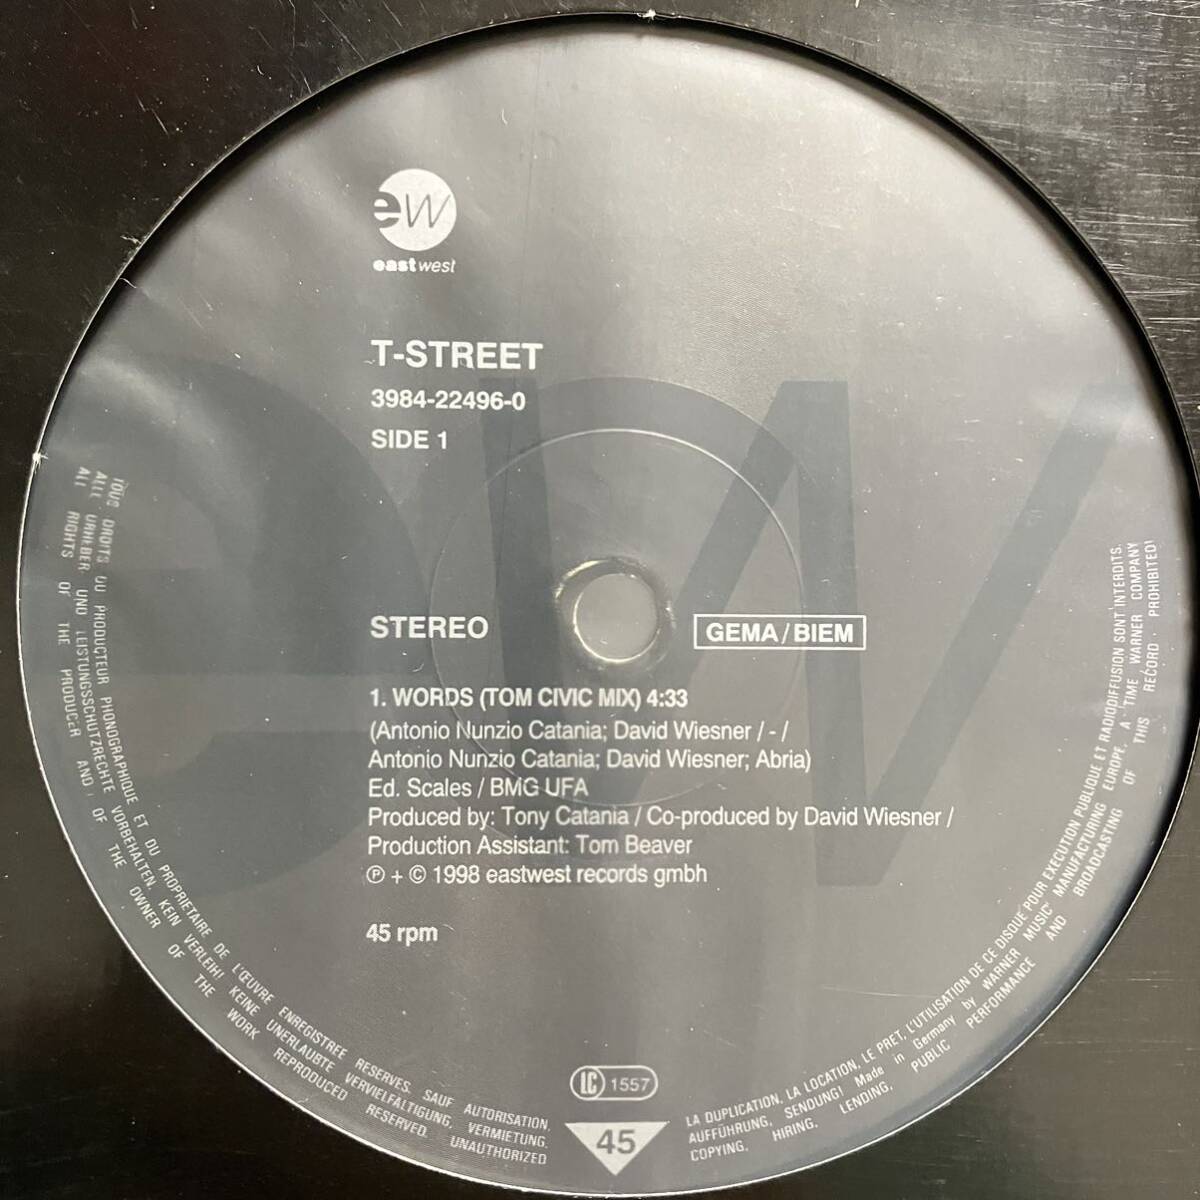 ew
eastwest
T-STREET
3984-22496-0
SIDE 1
STEREO
GEMA/BIEM
1. WORDS (TOM CIVIC MIX) 4:33
(Antonio Nunzio Catania; David Wiesner / - /
Antonio Nunzio Catania; David Wiesner; Abria)
Ed. Scales / BMG UFA
Produced by: Tony Catania / Co-produced by David Wiesner /
Production Assistant: Tom Beaver
℗ + © 1998 eastwest records gmbh
45 rpm
LC 1557
45
TOUS DROITS DU PRODUCTEUR PHONOGRAPHIQUE ET DU PROPRIETAIRE DE L'ŒUVRE ENREGISTREE RESERVES. SAUF AUTORISATION, LA DUPLICATION, LA LOCATION, LE PRET, L'UTILISATION DE CE DISQUE POUR EXECUTION PUBLIQUE ET RADIODIFFUSION SONT INTERDITS.
ALLE URHEBER UND LEISTUNGSSCHUTZRECHTE VORBEHALTEN. KEIN VERLEIH! KEINE UNERLAUBTE VERVIELFÄLTIGUNG, VERMIETUNG, AUFFÜHRUNG, SENDUNG! Made in Germany by WARNER MUSIC MANUFACTURING EUROPE. A TIME WARNER COMPANY
ALL RIGHTS OF THE PRODUCER AND/OF THE OWNER OF THE WORK REPRODUCED RESERVED. UNAUTHORIZED COPYING, HIRING, LENDING, PUBLIC PERFORMANCE AND BROADCASTING OF THIS RECORD PROHIBITED!